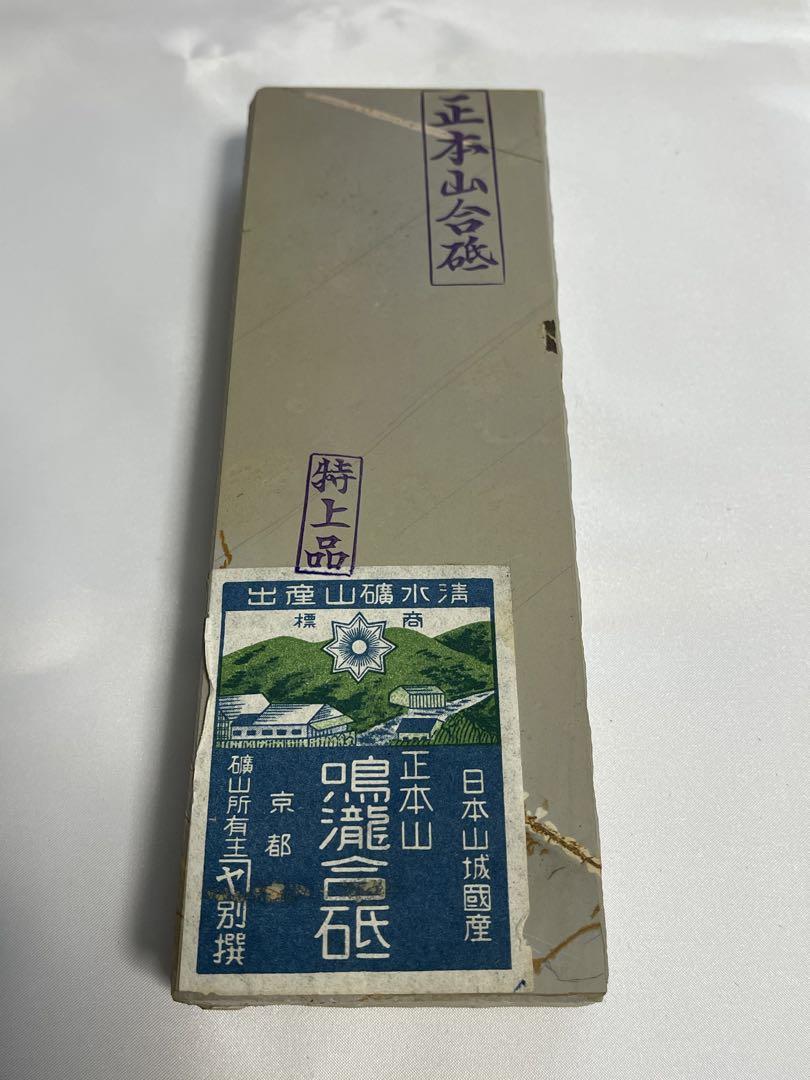 正本山合砥
特上品
清水礦山産出
商標
日本山城國産
正本山
鳴瀧合砥
京都
礦山所有主ヤ別撰